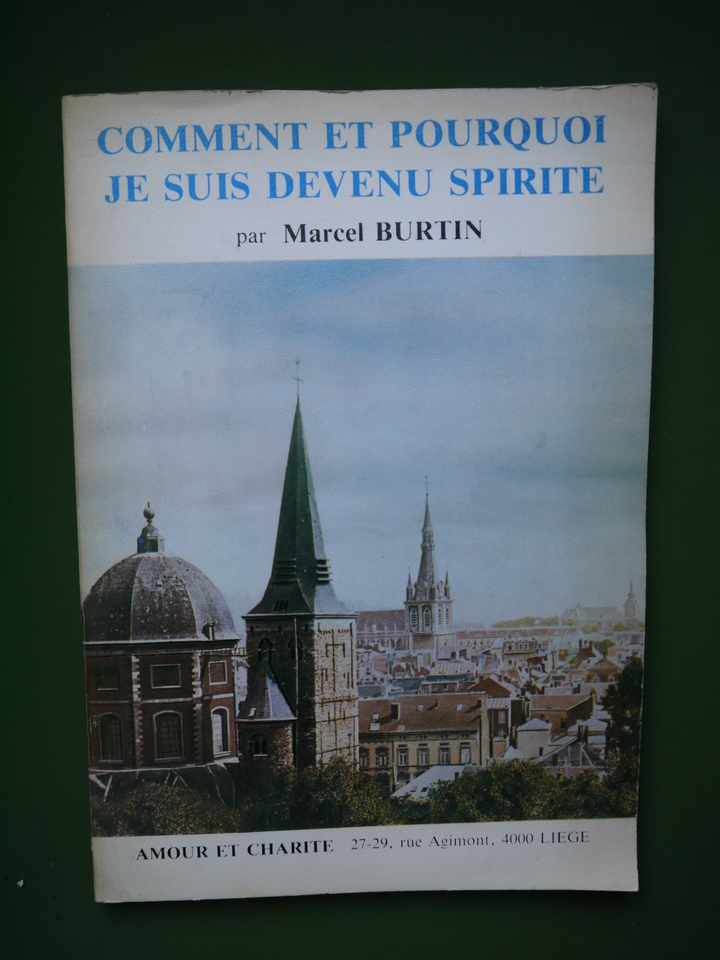 COMMENT ET POURQUOI
JE SUIS DEVENU SPIRITE
par Marcel BURTIN
AMOUR ET CHARITE 27-29, rue Agimont, 4000 LIEGE